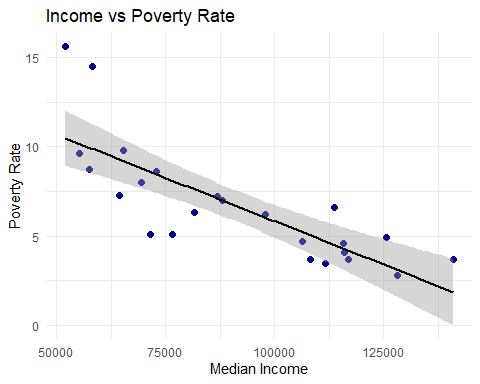 Income vs Poverty Rate
15
10
5
0
Poverty Rate
50000 75000 100000 125000
Median Income